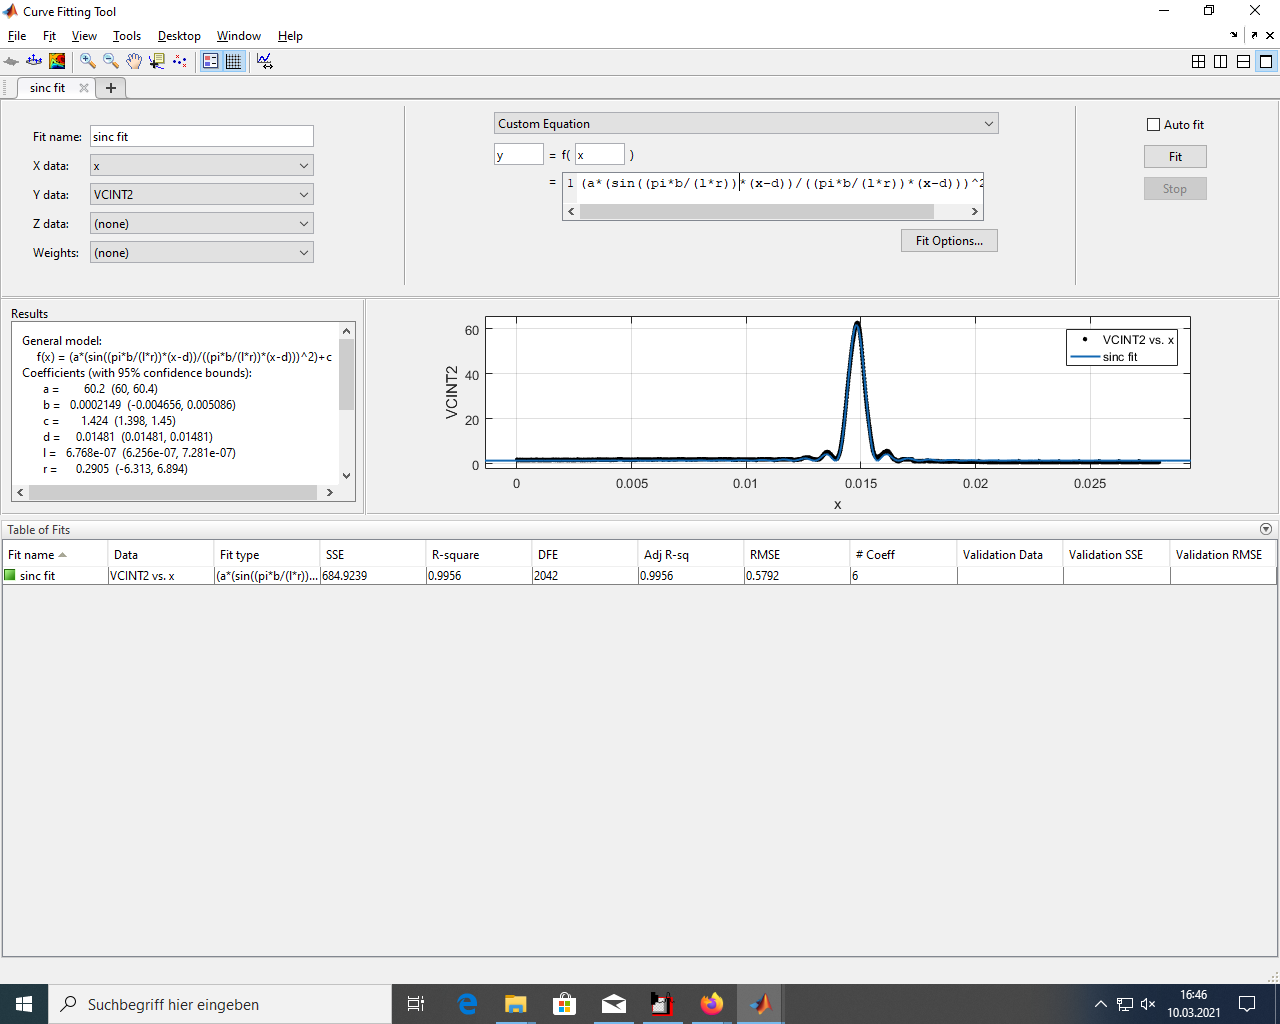 Curve Fitting Tool
File Fit View Tools Desktop Window Help
sinc fit
Fit name: sinc fit
X data: x
Y data: VCINT2
Z data: (none)
Weights: (none)
Custom Equation
y = f( x )
= 1 (a*(sin((pi*b/(l*r))*(x-d))/((pi*b/(l*r))*(x-d)))^2
Fit Options...
Auto fit
Fit
Stop
Results
General model:
f(x) = (a*(sin((pi*b/(l*r))*(x-d))/((pi*b/(l*r))*(x-d)))^2)+c
Coefficients (with 95% confidence bounds):
a = 60.2 (60, 60.4)
b = 0.0002149 (-0.004656, 0.005086)
c = 1.424 (1.398, 1.45)
d = 0.01481 (0.01481, 0.01481)
l = 6.768e-07 (6.256e-07, 7.281e-07)
r = 0.2905 (-6.313, 6.894)
VCINT2
60
40
20
0
0 0.005 0.01 0.015 0.02 0.025
x
VCINT2 vs. x
sinc fit
Table of Fits
Fit name Data Fit type SSE R-square DFE Adj R-sq RMSE # Coeff Validation Data Validation SSE Validation RMSE
sinc fit VCINT2 vs. x (a*(sin((pi*b/(l*r))... 684.9239 0.9956 2042 0.9956 0.5792 6
Suchbegriff hier eingeben
16:46
10.03.2021